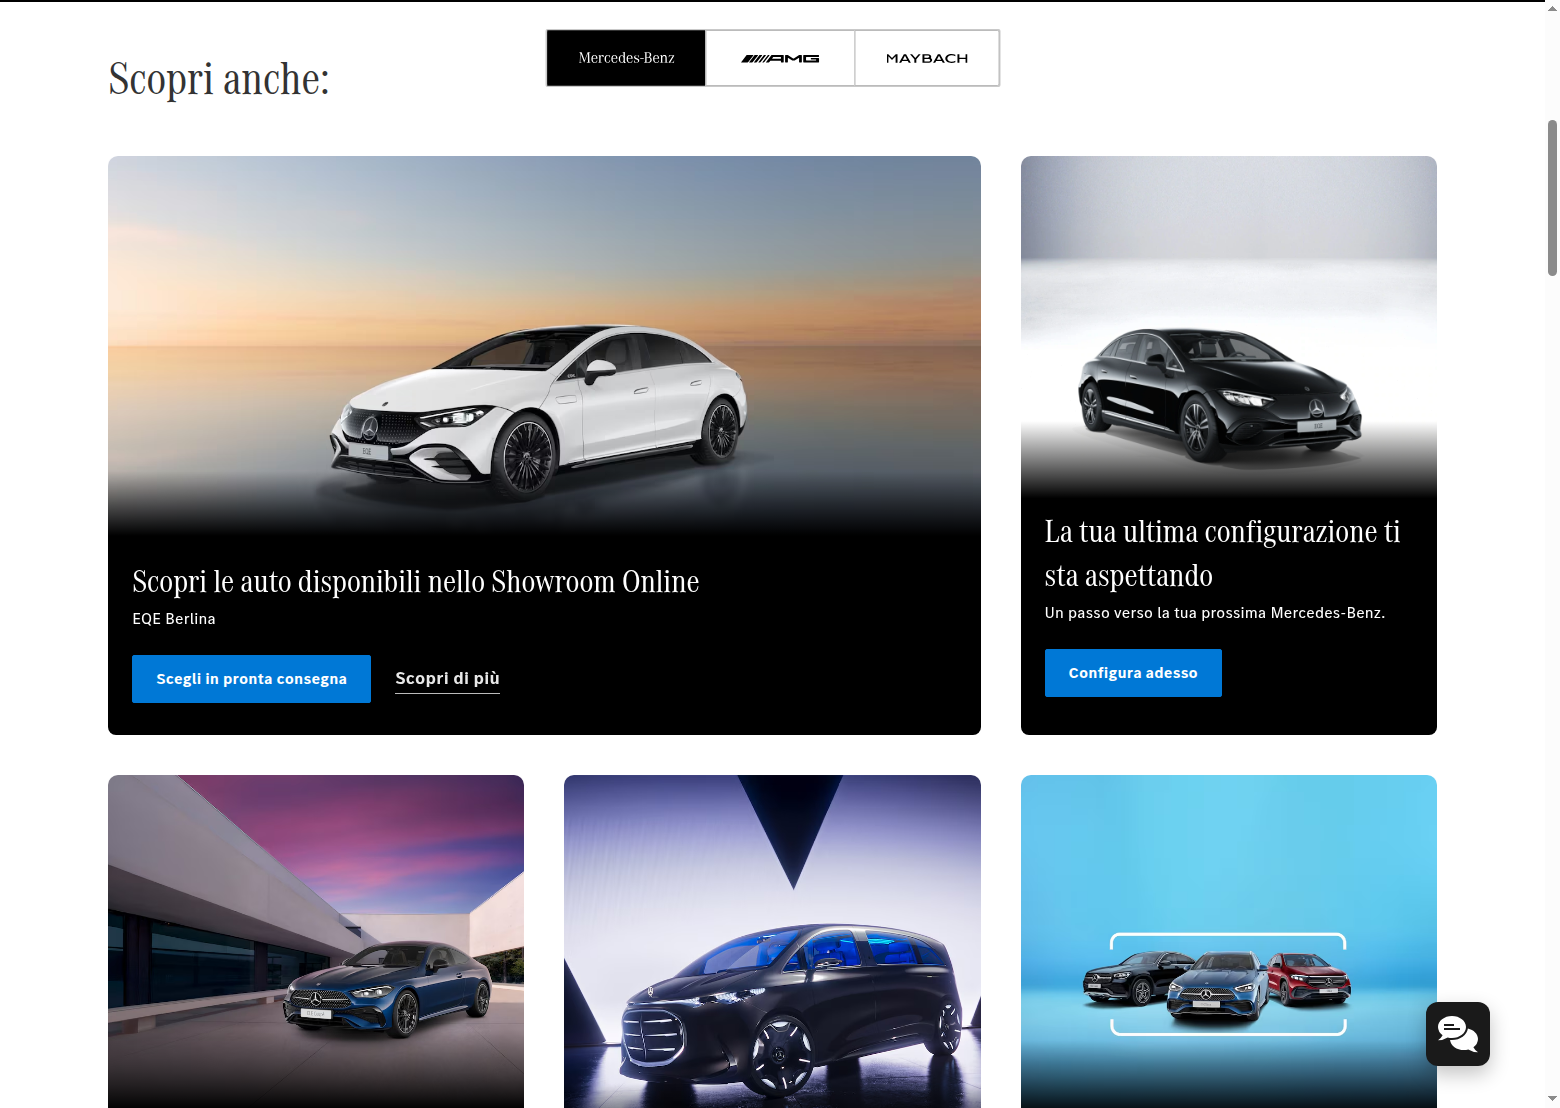 Scopri anche:
Mercedes-Benz
AMG
MAYBACH
Scopri le auto disponibili nello Showroom Online
EQE Berlina
Scegli in pronta consegna
Scopri di più
La tua ultima configurazione ti
sta aspettando
Un passo verso la tua prossima Mercedes-Benz.
Configura adesso